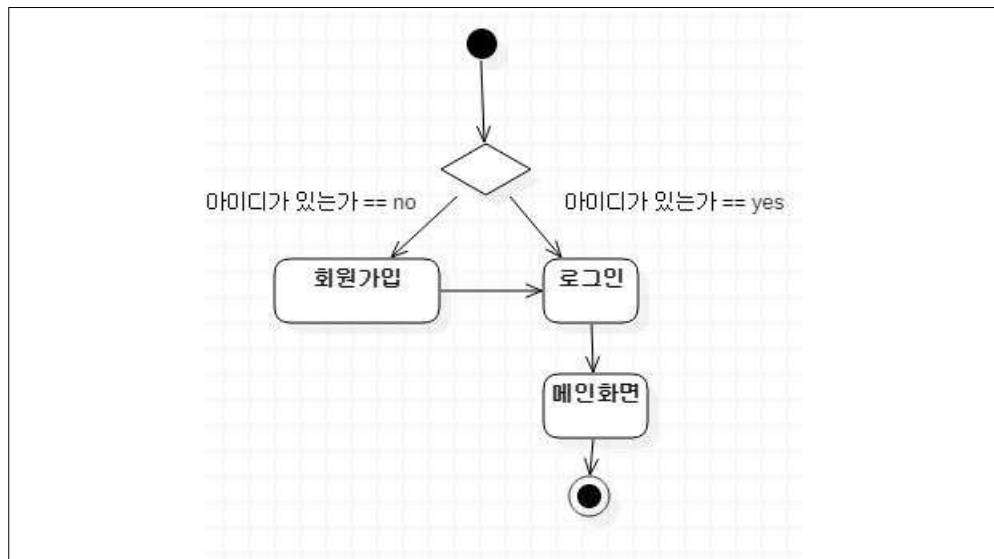 아이디가 있는가 == no
아이디가 있는가 == yes
회원가입
로그인
메인화면